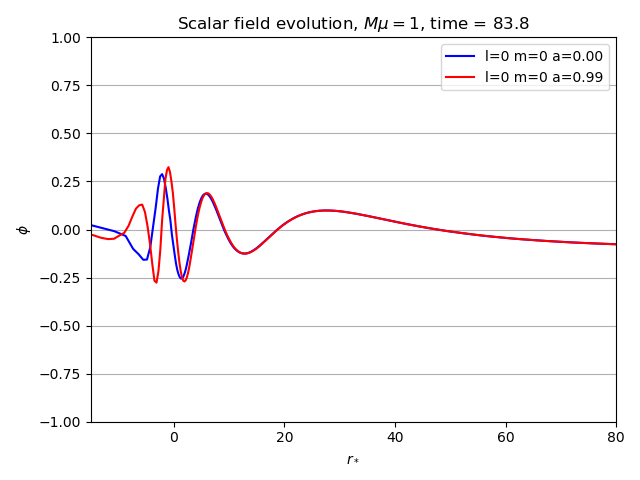 Scalar field evolution, Mμ = 1, time = 83.8
1.00
0.75
0.50
0.25
0.00
−0.25
−0.50
−0.75
−1.00
ϕ
l=0 m=0 a=0.00
l=0 m=0 a=0.99
0 20 40 60 80
r*